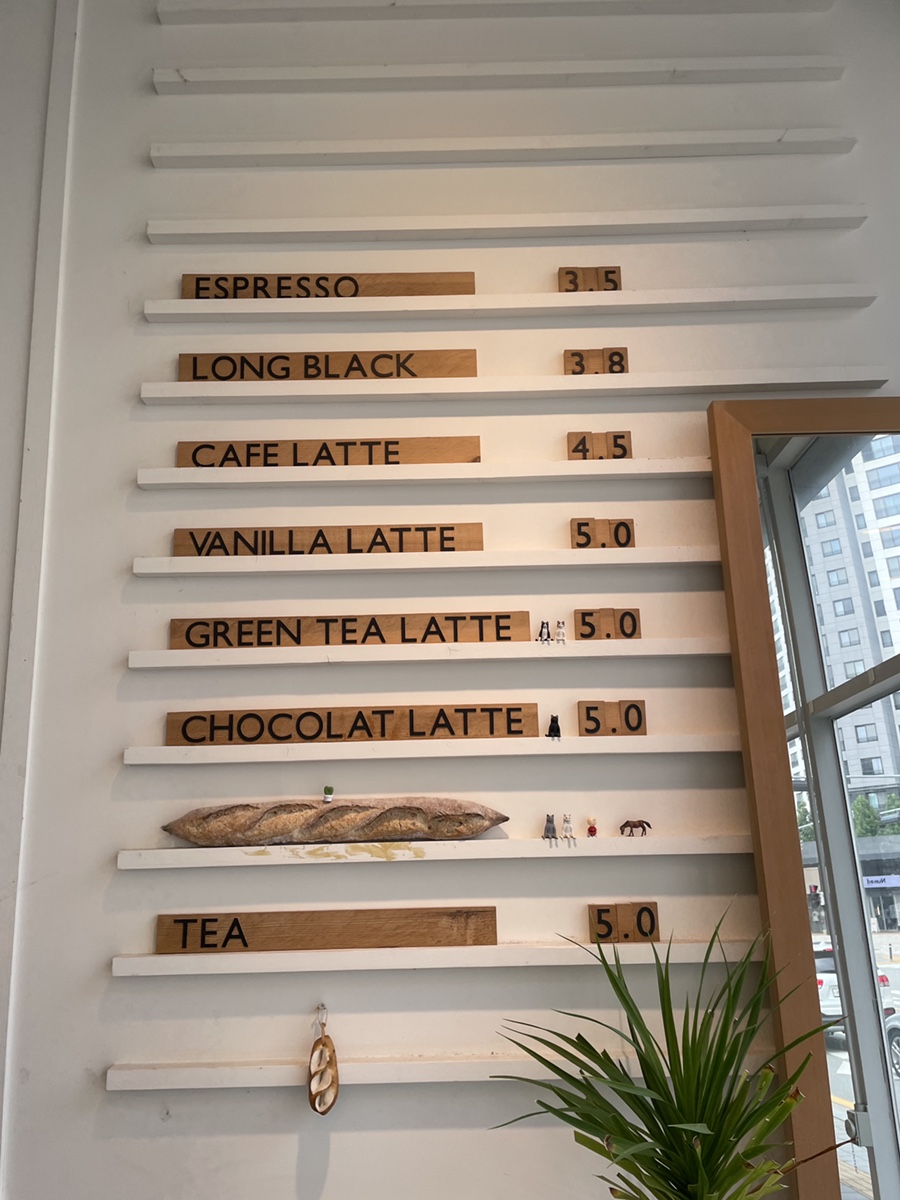 ESPRESSO 3.5
LONG BLACK 3.8
CAFE LATTE 4.5
VANILLA LATTE 5.0
GREEN TEA LATTE 5.0
CHOCOLAT LATTE 5.0
TEA 5.0